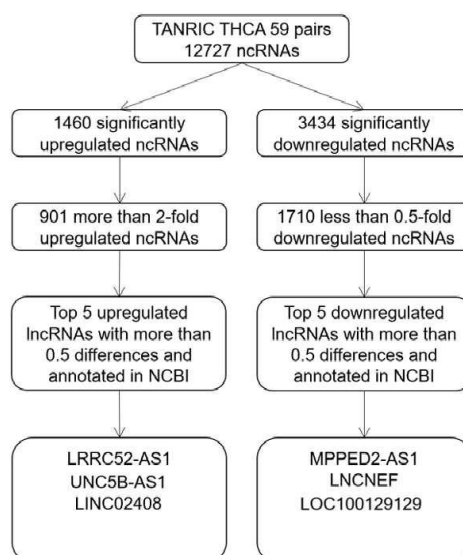 TANRIC THCA 59 pairs
12727 ncRNAs
1460 significantly
upregulated ncRNAs
3434 significantly
downregulated ncRNAs
901 more than 2-fold
upregulated ncRNAs
1710 less than 0.5-fold
downregulated ncRNAs
Top 5 upregulated
lncRNAs with more than
0.5 differences and
annotated in NCBI
Top 5 downregulated
lncRNAs with more than
0.5 differences and
annotated in NCBI
LRRC52-AS1
UNC5B-AS1
LINC02408
MPPED2-AS1
LNCNEF
LOC100129129